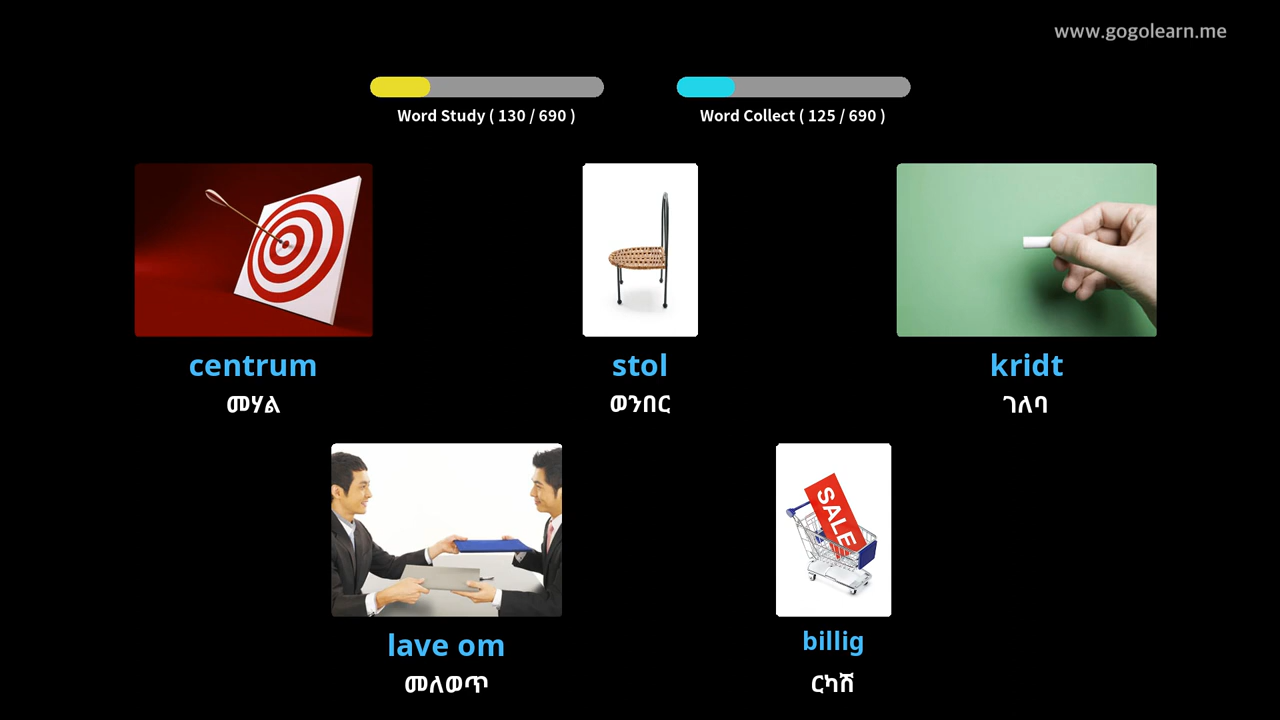 www.gogolearn.me
Word Study ( 130 / 690 )
Word Collect ( 125 / 690 )
centrum
መሃል
stol
ወንበር
kridt
ገለባ
SALE
lave om
መለወጥ
billig
ርካሽ